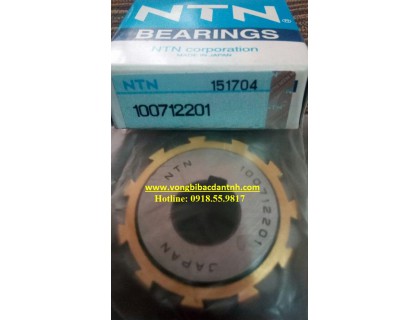 NTN
BEARINGS
NTN corporation
MADE IN JAPAN
NTN 151704
100712201
www.vongbibacdantnh.com
Hotline: 0918.55.9817
NTN
100712201
JAPAN